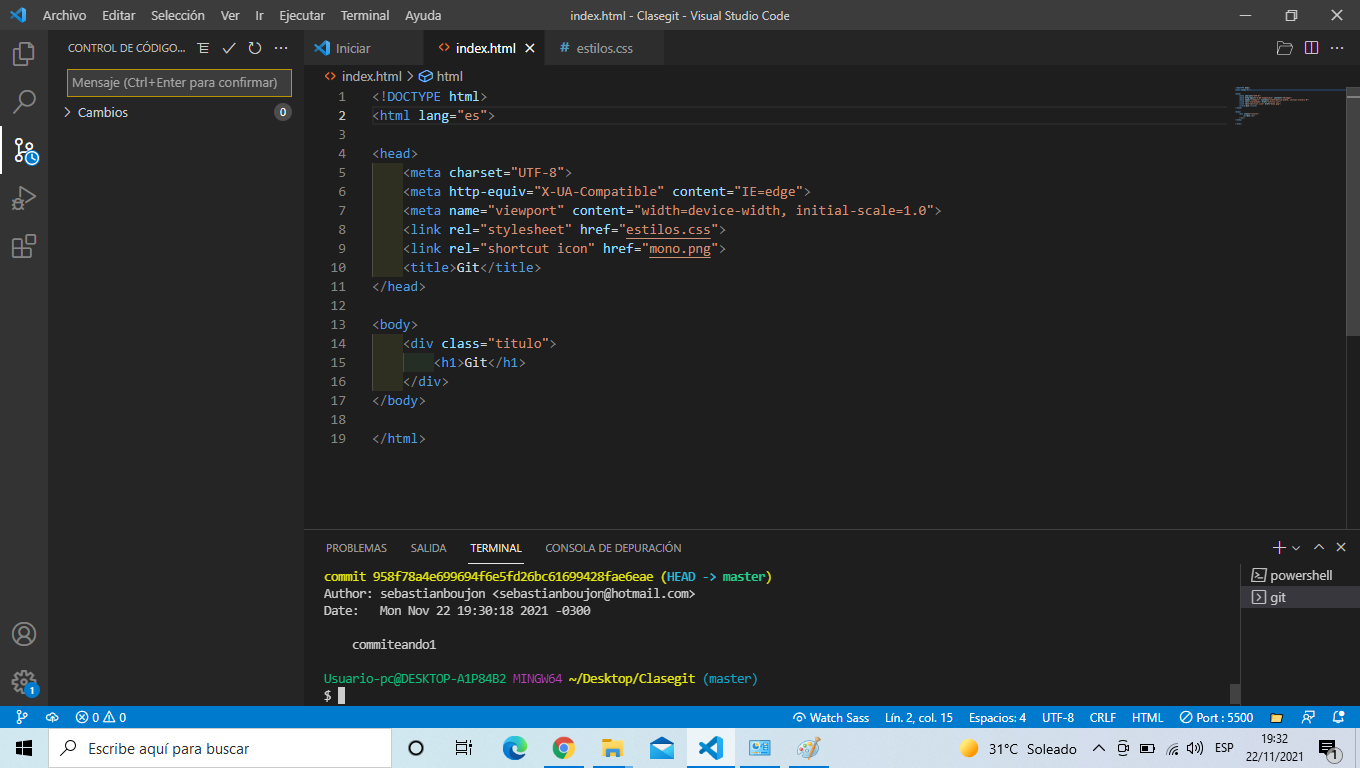 Archivo Editar Selección Ver Ir Ejecutar Terminal Ayuda
index.html - Clasegit - Visual Studio Code
CONTROL DE CÓDIGO...
Mensaje (Ctrl+Enter para confirmar)
Cambios 0
Iniciar
index.html
# estilos.css
index.html > html
1 <!DOCTYPE html>
2 <html lang="es">
3
4 <head>
5 <meta charset="UTF-8">
6 <meta http-equiv="X-UA-Compatible" content="IE=edge">
7 <meta name="viewport" content="width=device-width, initial-scale=1.0">
8 <link rel="stylesheet" href="estilos.css">
9 <link rel="shortcut icon" href="mono.png">
10 <title>Git</title>
11 </head>
12
13 <body>
14 <div class="titulo">
15 <h1>Git</h1>
16 </div>
17 </body>
18
19 </html>
PROBLEMAS SALIDA TERMINAL CONSOLA DE DEPURACIÓN
commit 958f78a4e699694f6e5fd26bc61699428fae6eae (HEAD -> master)
Author: sebastianboujon <sebastianboujon@hotmail.com>
Date: Mon Nov 22 19:30:18 2021 -0300
commiteando1
Usuario-pc@DESKTOP-A1P84B2 MINGW64 ~/Desktop/Clasegit (master)
$
powershell
git
1
0 0
Watch Sass Lín. 2, col. 15 Espacios: 4 UTF-8 CRLF HTML Port : 5500
Escribe aquí para buscar
31°C Soleado
ESP
19:32
22/11/2021
1